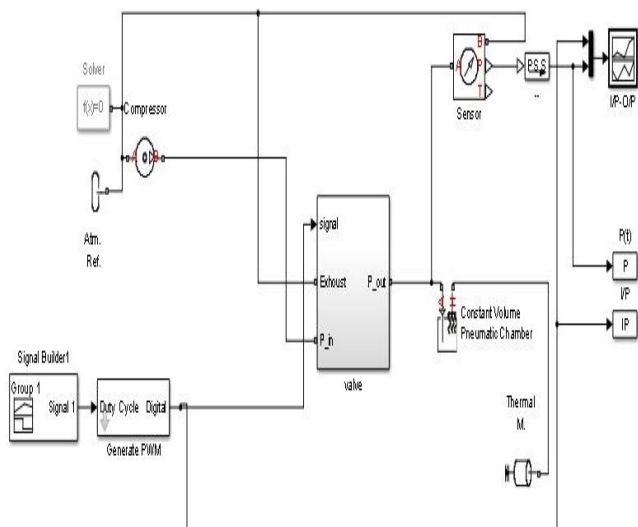 Solver
f(x)=0
Compressor
A
B
Atm.
Ref.
B
A
P
T
Sensor
P.S.S
..
I/P-O/P
signal
Exhoust
P_out
P_in
valve
A
H
Constant Volume
Pneumatic Chamber
P(t)
P
I/P
IP
Signal Builder1
Group 1
Signal 1
Duty Cycle
Digital
Generate PWM
Thermal
M.